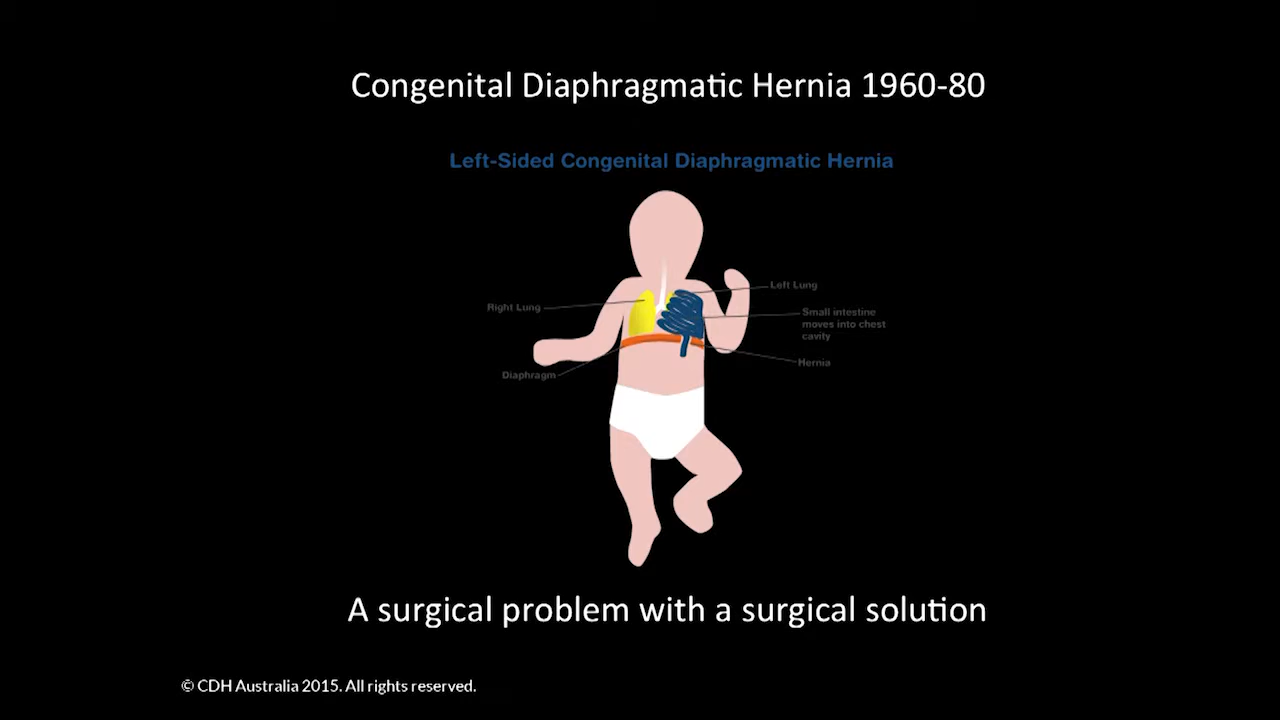 Congenital Diaphragmatic Hernia 1960-80
Left-Sided Congenital Diaphragmatic Hernia
Left Lung
Right Lung
Small intestine
moves into chest
cavity
Hernia
Diaphragm
A surgical problem with a surgical solution
© CDH Australia 2015. All rights reserved.